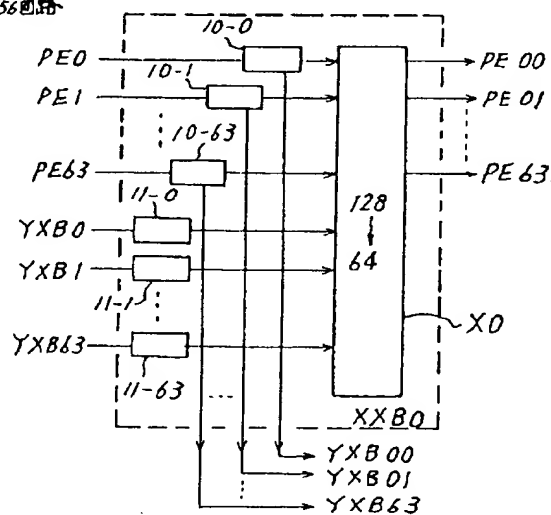 10-0
PE0
PE00
10-1
PE1
PE01
10-63
PE63
PE63
11-0
YXB0
128
64
YXB1
11-1
X0
YXB63
11-63
XXB0
YXB00
YXB01
YXB63